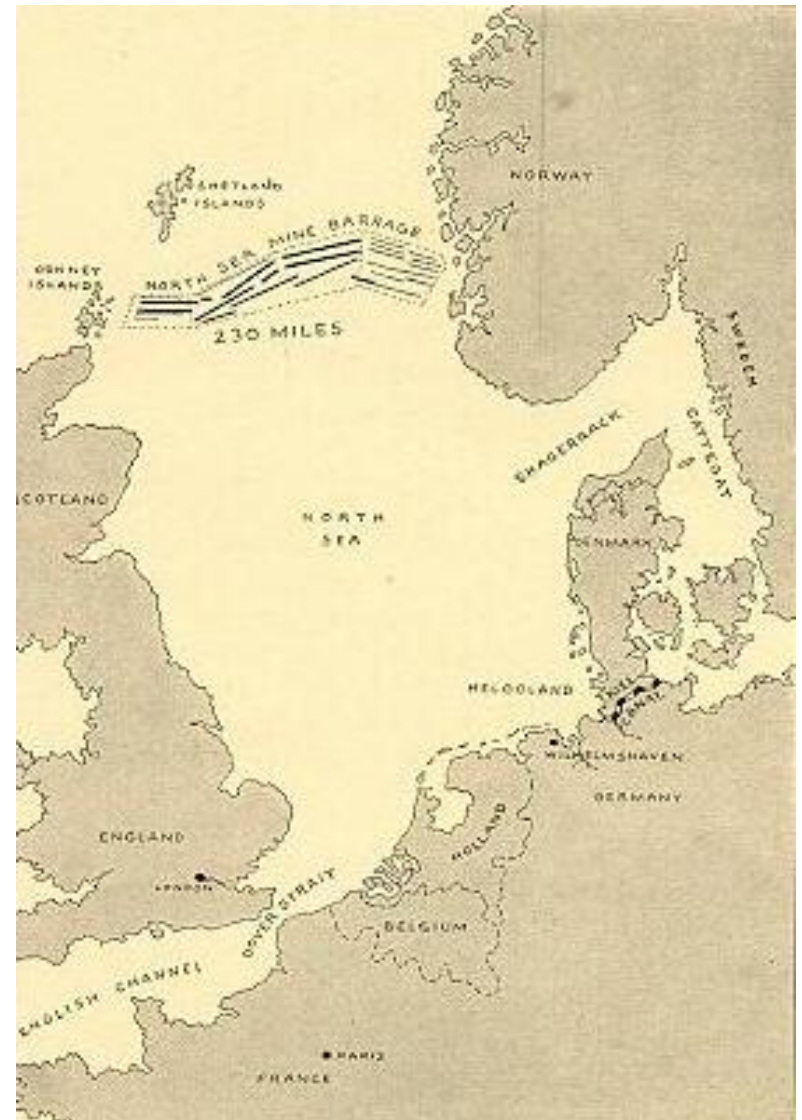 NORWAY
SHETLAND
ISLANDS
NORTH SEA MINE BARRAGE
ORKNEY
ISLANDS
230 MILES
SWEDEN
SKAGERRACK
CATTEGAT
SCOTLAND
NORTH
SEA
DENMARK
HELGOLAND
KIEL
CANAL
WILHELMSHAVEN
GERMANY
ENGLAND
HOLLAND
LONDON
DOVER STRAIT
BELGIUM
ENGLISH CHANNEL
PARIS
FRANCE